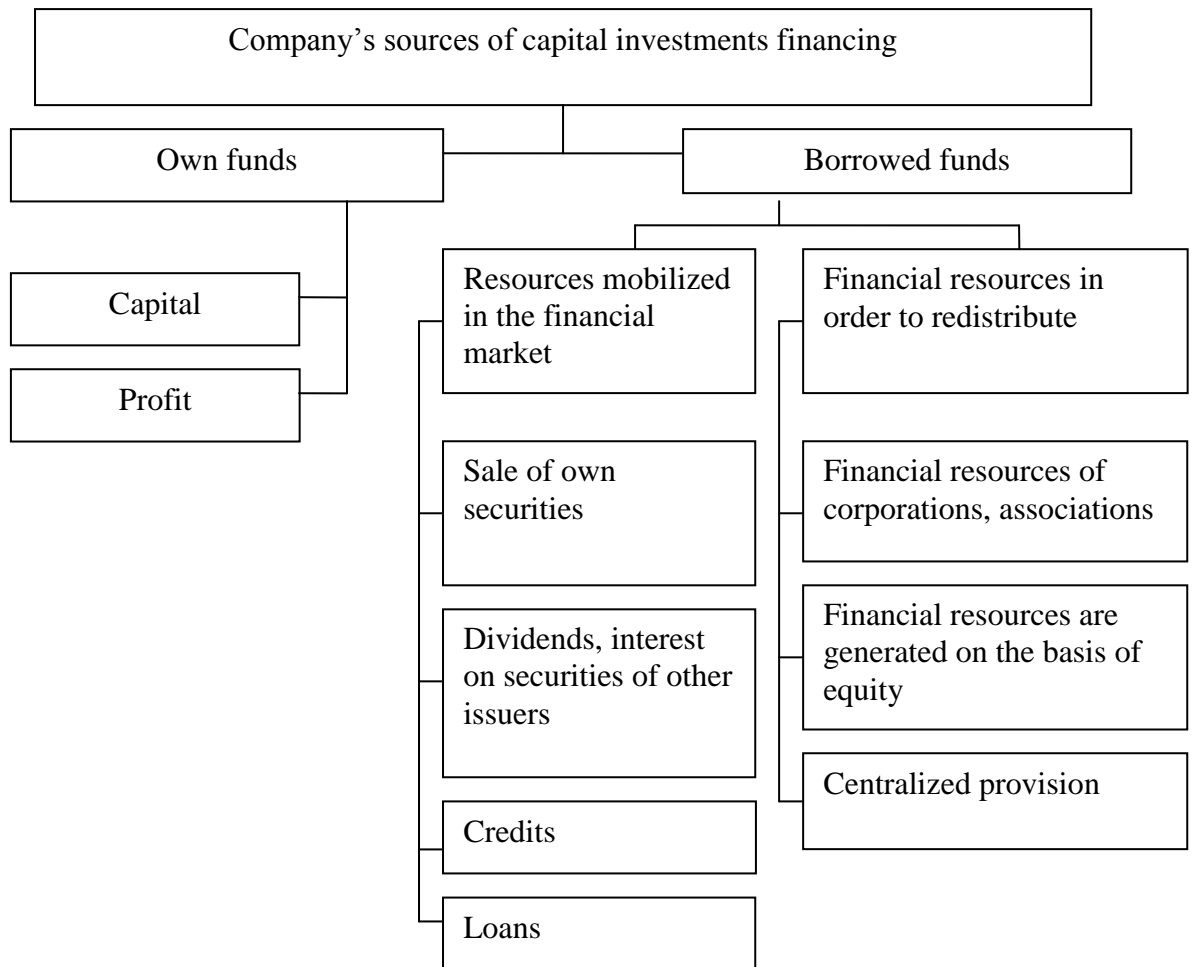 Company’s sources of capital investments financing
Own funds
Borrowed funds
Capital
Profit
Resources mobilized
in the financial
market
Sale of own
securities
Dividends, interest
on securities of other
issuers
Credits
Loans
Financial resources in
order to redistribute
Financial resources of
corporations, associations
Financial resources are
generated on the basis of
equity
Centralized provision